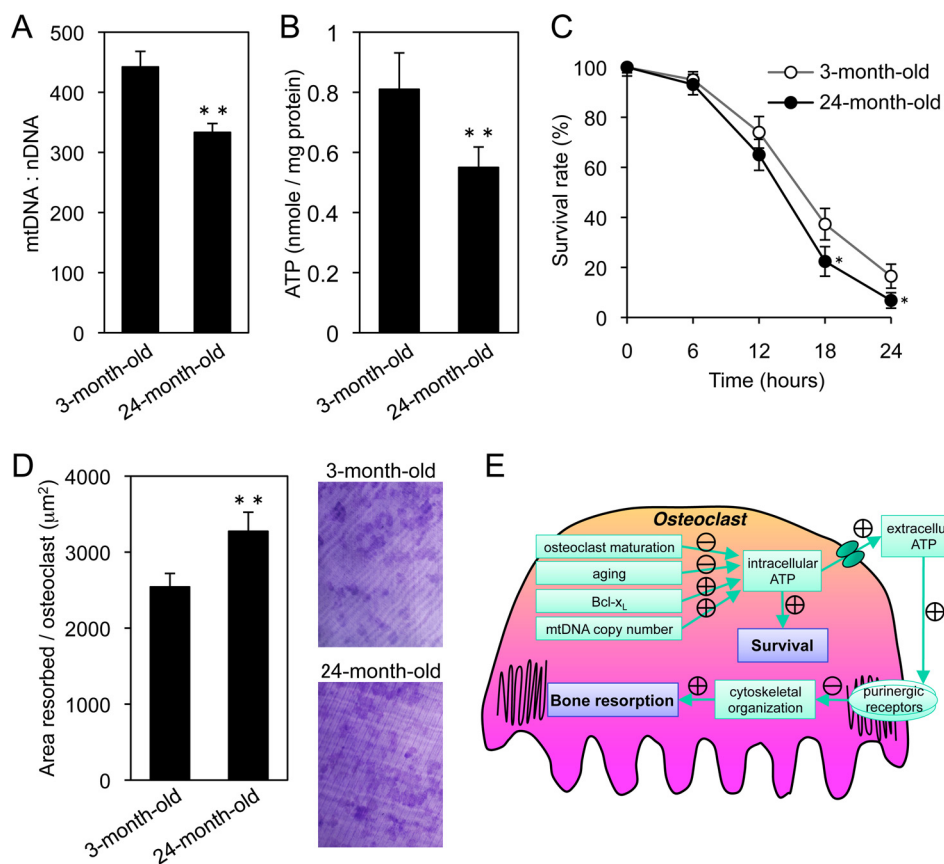 A
mtDNA : nDNA
500
400
300
200
100
0
**
3-month-old
24-month-old
B
ATP (nmole / mg protein)
1
0.8
0.6
0.4
0.2
0
**
3-month-old
24-month-old
C
Survival rate (%)
100
80
60
40
20
0
3-month-old
24-month-old
*
*
0 6 12 18 24
Time (hours)
D
Area resorbed / osteoclast (μm²)
4000
3000
2000
1000
0
**
3-month-old
24-month-old
3-month-old
24-month-old
E
Osteoclast
osteoclast maturation
aging
Bcl-xL
mtDNA copy number
−
−
+
+
intracellular
ATP
+
extracellu
ATP
+
+
Survival
Bone resorption
+
cytoskeletal
organization
−
purinergic
receptors